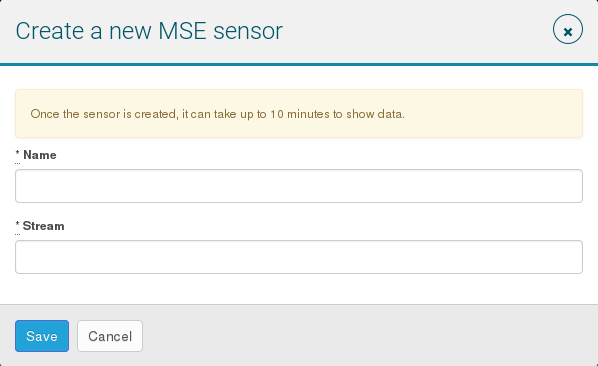 Create a new MSE sensor
Once the sensor is created, it can take up to 10 minutes to show data.
* Name
* Stream
Save Cancel